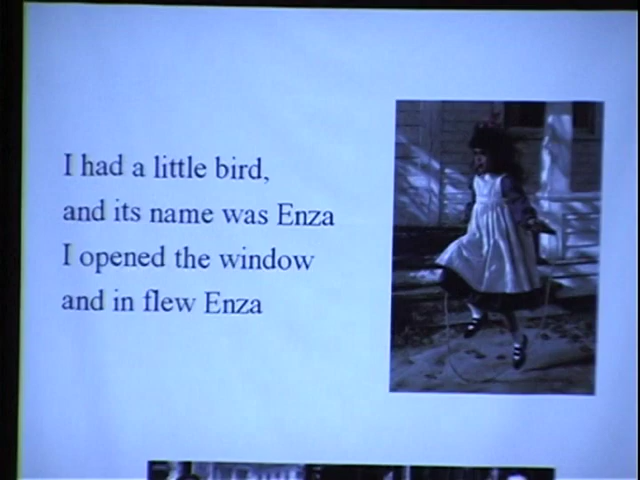 I had a little bird,
and its name was Enza
I opened the window
and in flew Enza